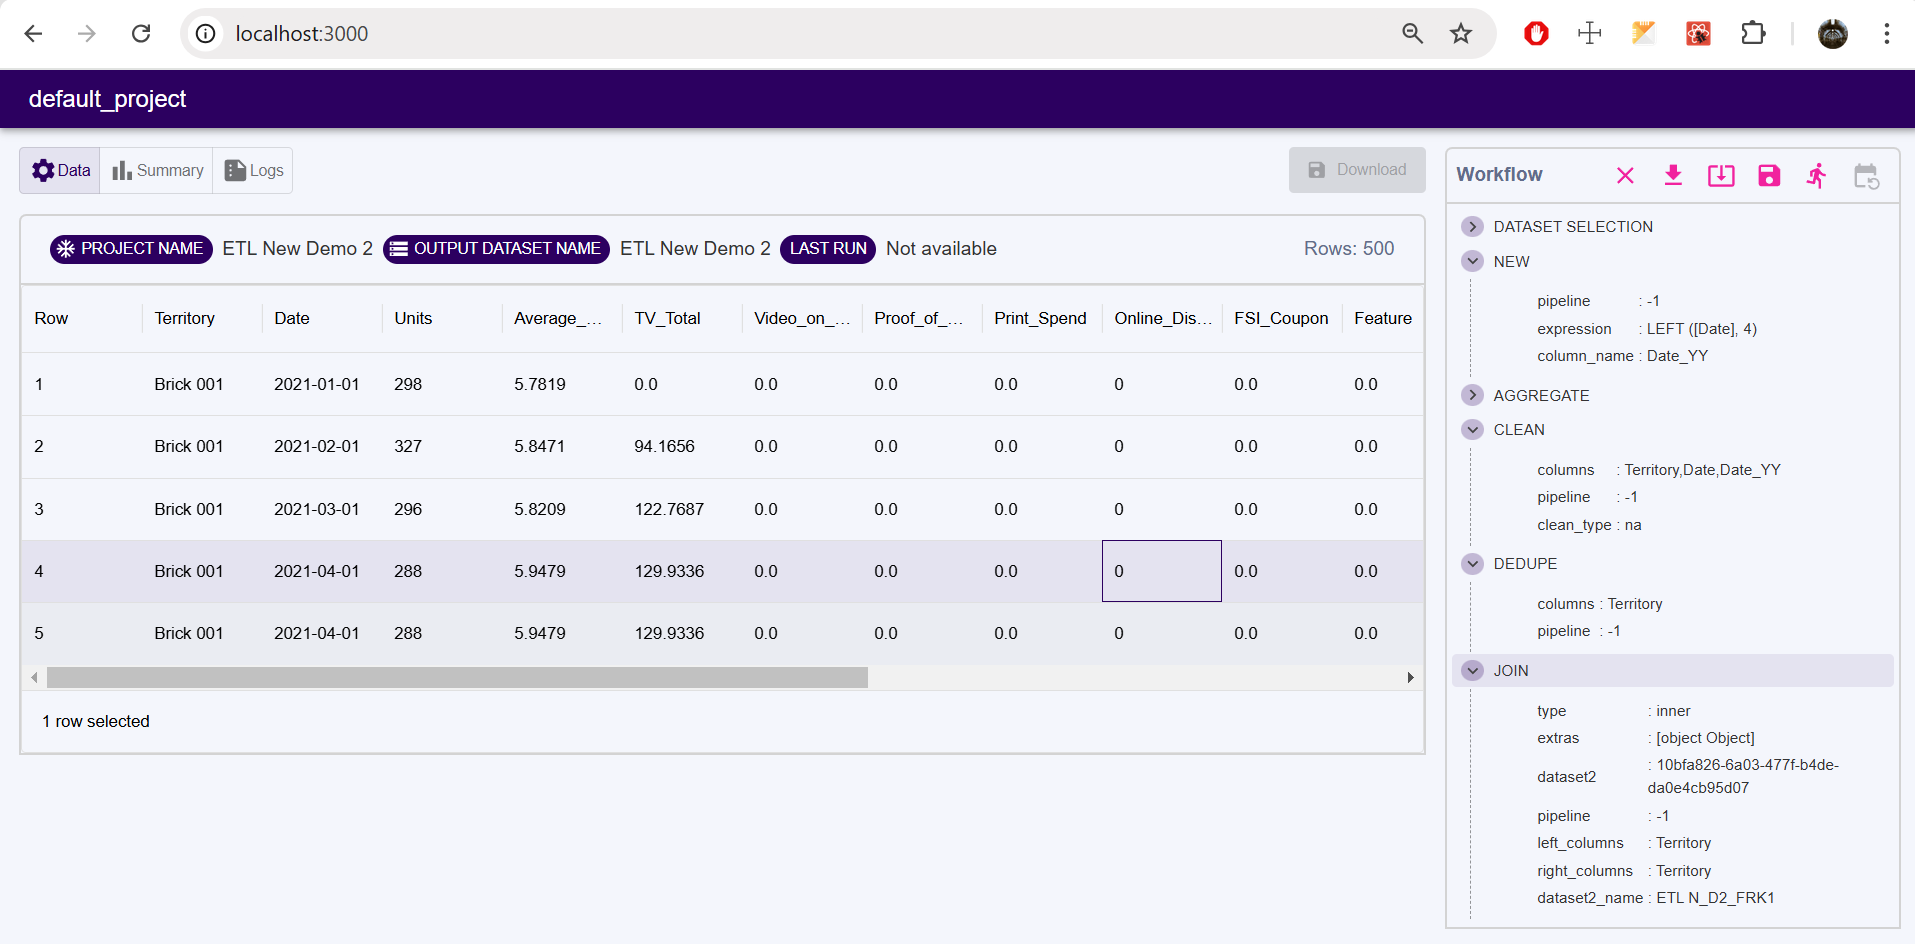 localhost:3000
default_project
Data Summary Logs Download
PROJECT NAME ETL New Demo 2 OUTPUT DATASET NAME ETL New Demo 2 LAST RUN Not available Rows: 500
Row Territory Date Units Average_... TV_Total Video_on_... Proof_of_... Print_Spend Online_Dis... FSI_Coupon Feature
1 Brick 001 2021-01-01 298 5.7819 0.0 0.0 0.0 0.0 0 0.0 0.0
2 Brick 001 2021-02-01 327 5.8471 94.1656 0.0 0.0 0.0 0 0.0 0.0
3 Brick 001 2021-03-01 296 5.8209 122.7687 0.0 0.0 0.0 0 0.0 0.0
4 Brick 001 2021-04-01 288 5.9479 129.9336 0.0 0.0 0.0 0 0.0 0.0
5 Brick 001 2021-04-01 288 5.9479 129.9336 0.0 0.0 0.0 0 0.0 0.0
1 row selected
Workflow
DATASET SELECTION
NEW
pipeline : -1
expression : LEFT ([Date], 4)
column_name : Date_YY
AGGREGATE
CLEAN
columns : Territory,Date,Date_YY
pipeline : -1
clean_type : na
DEDUPE
columns : Territory
pipeline : -1
JOIN
type : inner
extras : [object Object]
dataset2 : 10bfa826-6a03-477f-b4de-
da0e4cb95d07
pipeline : -1
left_columns : Territory
right_columns : Territory
dataset2_name : ETL N_D2_FRK1